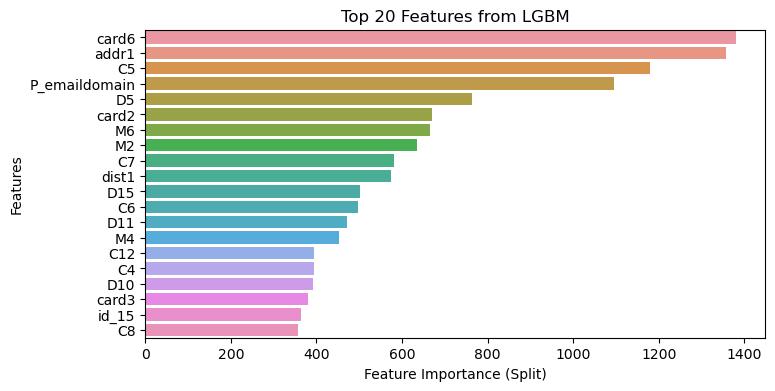 Top 20 Features from LGBM
Features
card6
addr1
C5
P_emaildomain
D5
card2
M6
M2
C7
dist1
D15
C6
D11
M4
C12
C4
D10
card3
id_15
C8
0 200 400 600 800 1000 1200 1400
Feature Importance (Split)